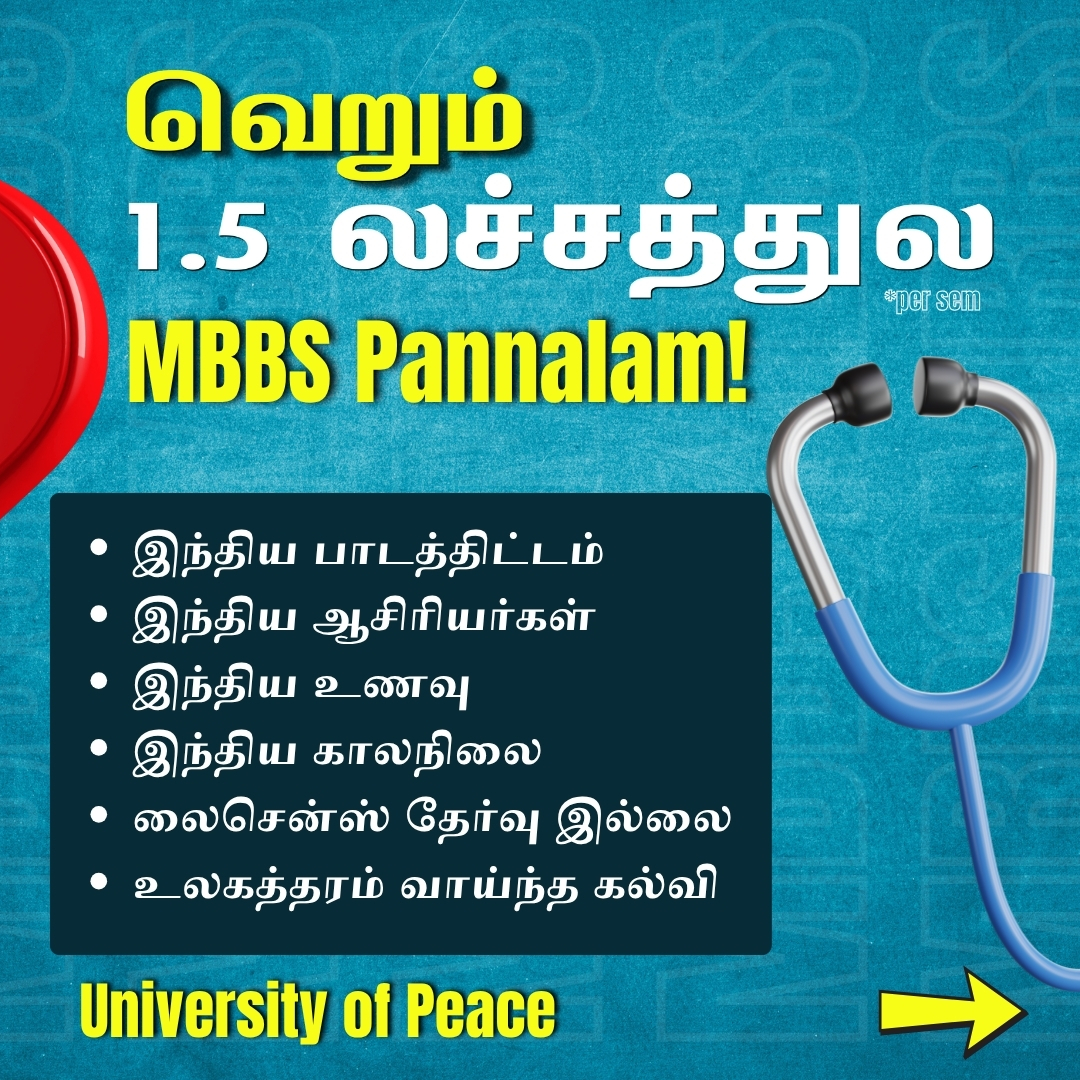 வெறும்
1.5 லச்சத்துல
*per sem
MBBS Pannalam!
• இந்திய பாடத்திட்டம்
• இந்திய ஆசிரியர்கள்
• இந்திய உணவு
• இந்திய காலநிலை
• லைசென்ஸ் தேர்வு இல்லை
• உலகத்தரம் வாய்ந்த கல்வி
University of Peace